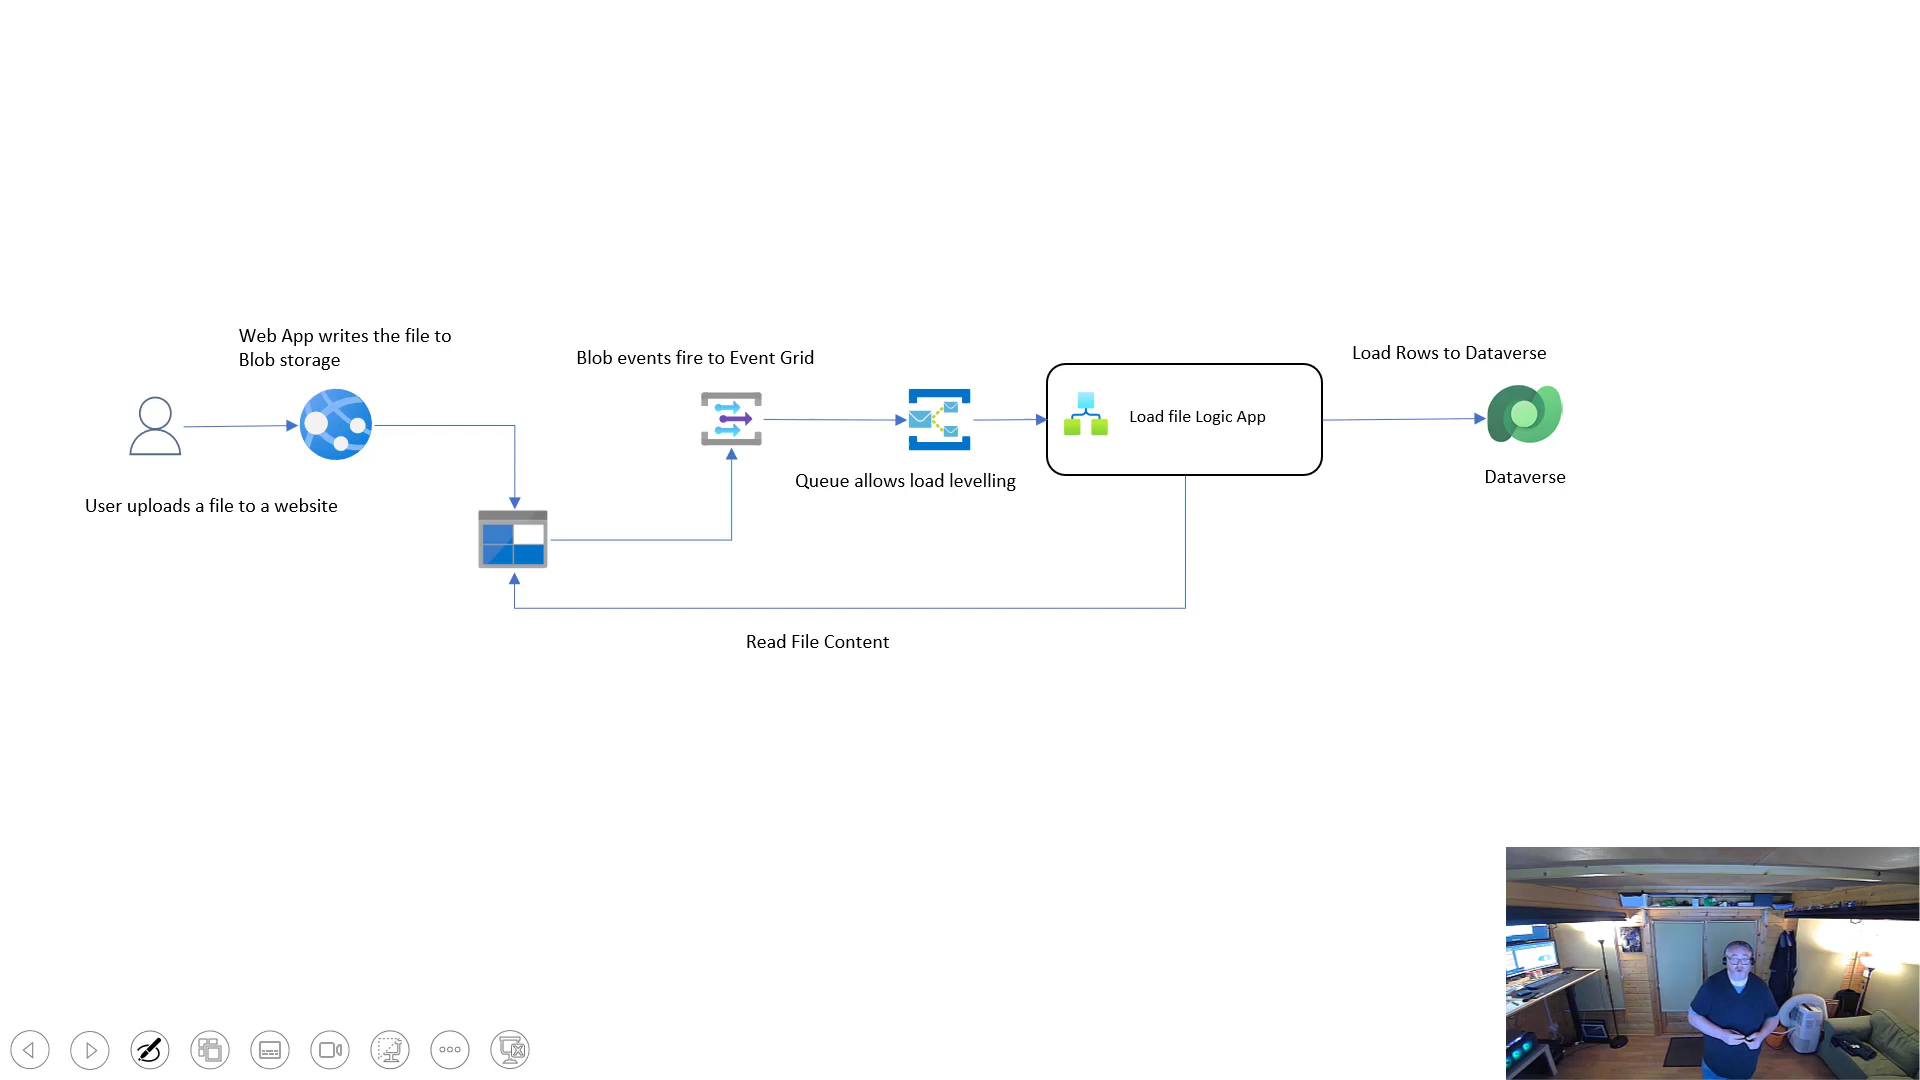 Web App writes the file to
Blob storage
Blob events fire to Event Grid
Load Rows to Dataverse
Load file Logic App
Queue allows load levelling
Dataverse
User uploads a file to a website
Read File Content